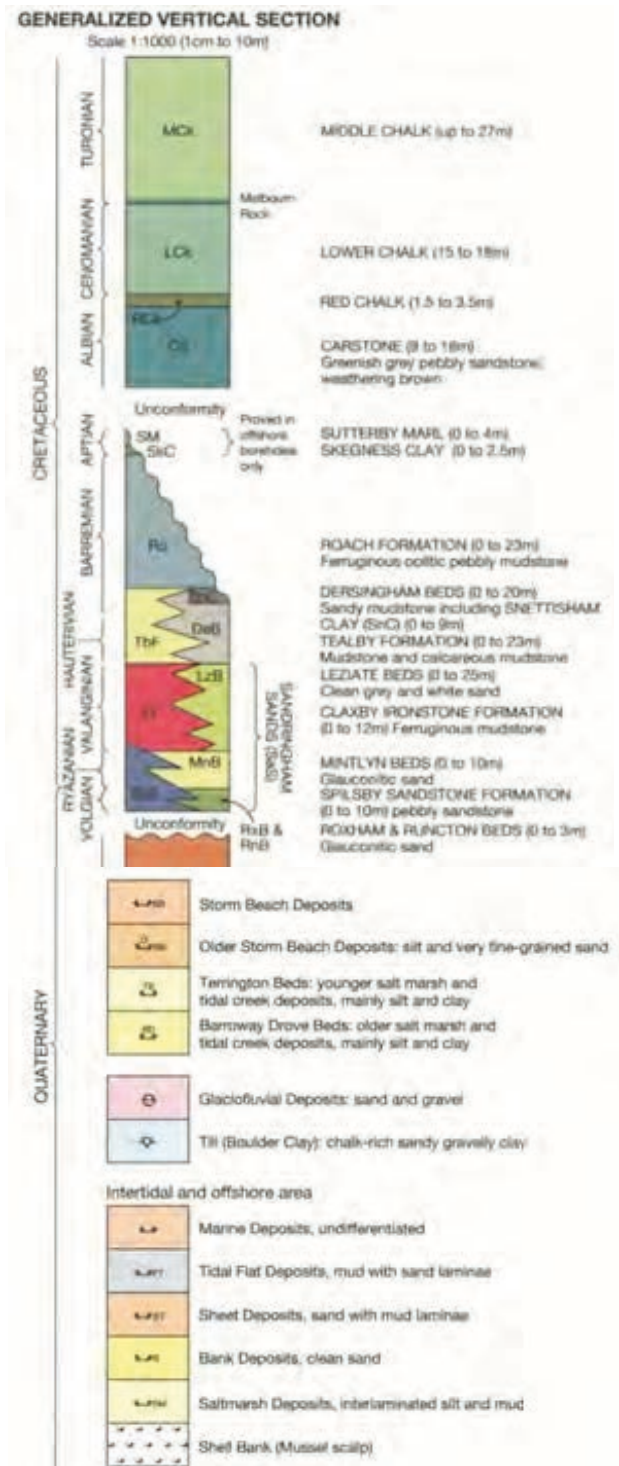 GENERALIZED VERTICAL SECTION
Scale 1:1000 (1cm to 10m)
CRETACEOUS
TURONIAN
MCk
MIDDLE CHALK (up to 27m)
Melbourn
Rock
CENOMANIAN
LCk
LOWER CHALK (15 to 18m)
RED CHALK (1.5 to 3.5m)
RCk
ALBIAN
CARSTONE (9 to 18m)
Greenish grey pebbly sandstone,
weathering brown
Unconformity
APTIAN
SM
SkC
Proved in
offshore
boreholes
only
SUTTERBY MARL (0 to 4m)
SKEGNESS CLAY (0 to 2.5m)
BARREMIAN
Ro
ROACH FORMATION (0 to 23m)
Ferruginous oolitic pebbly mudstone
HAUTERIVIAN
DeB
TbF
DERSINGHAM BEDS (0 to 20m)
Sandy mudstone including SNETTISHAM
CLAY (SnC) (0 to 9m)
TEALBY FORMATION (0 to 23m)
Mudstone and calcareous mudstone
VALANGINIAN
LzB
SANDRINGHAM
SANDS (SaS)
LEZIATE BEDS (0 to 25m)
Clean grey and white sand
CLAXBY IRONSTONE FORMATION
(0 to 12m) Ferruginous mudstone
RYAZANIAN
MnB
MINTLYN BEDS (0 to 10m)
Glauconitic sand
VOLGIAN
SPILSBY SANDSTONE FORMATION
(0 to 10m) pebbly sandstone
Unconformity
RxB &
RnB
ROXHAM & RUNCTON BEDS (0 to 3m)
Glauconitic sand
QUATERNARY
Storm Beach Deposits
Older Storm Beach Deposits: silt and very fine-grained sand
Terrington Beds: younger salt marsh and
tidal creek deposits, mainly silt and clay
Barroway Drove Beds: older salt marsh and
tidal creek deposits, mainly silt and clay
Glaciofluvial Deposits: sand and gravel
Till (Boulder Clay): chalk-rich sandy gravelly clay
Intertidal and offshore area
Marine Deposits, undifferentiated
Tidal Flat Deposits, mud with sand laminae
Sheet Deposits, sand with mud laminae
Bank Deposits, clean sand
Saltmarsh Deposits, interlaminated silt and mud
Shell Bank (Mussel scalp)